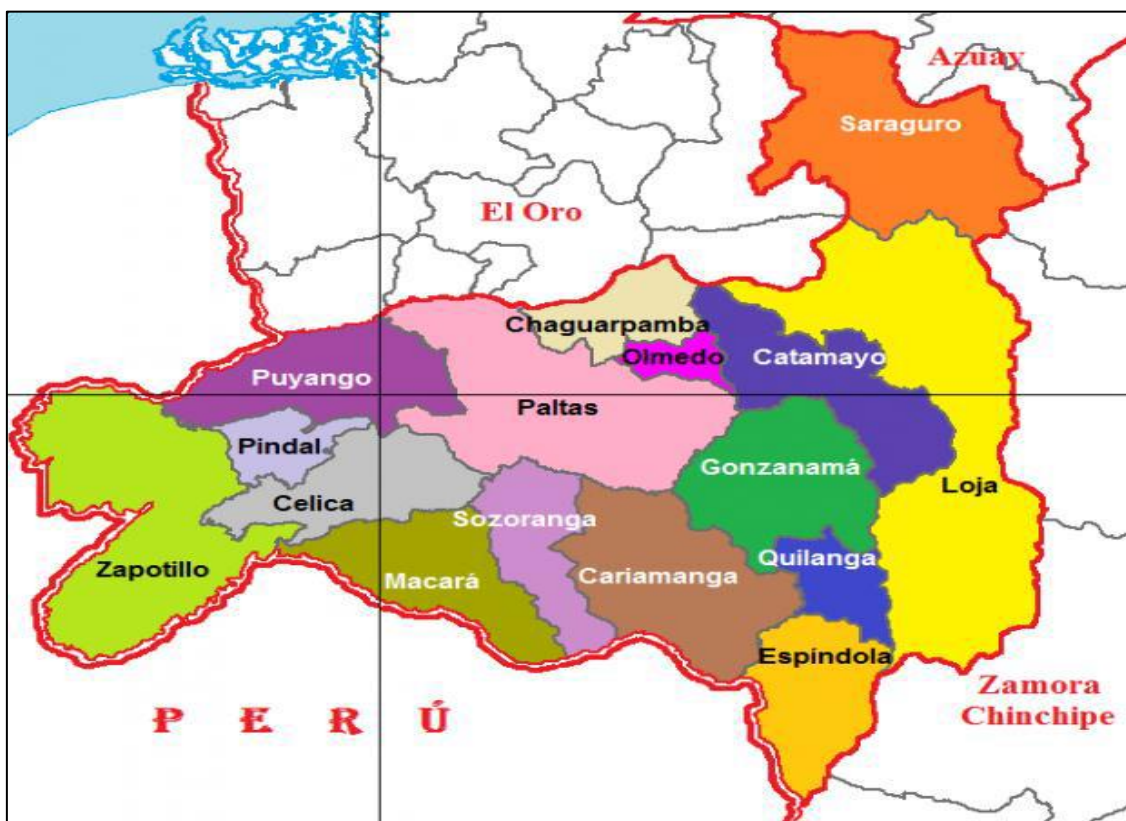 Azuay
Saraguro
El Oro
Chaguarpamba
Olmedo
Catamayo
Puyango
Paltas
Pindal
Gonzanamá
Loja
Celica
Sozoranga
Quilanga
Zapotillo
Macará
Cariamanga
Espíndola
Zamora
Chinchipe
PERÚ